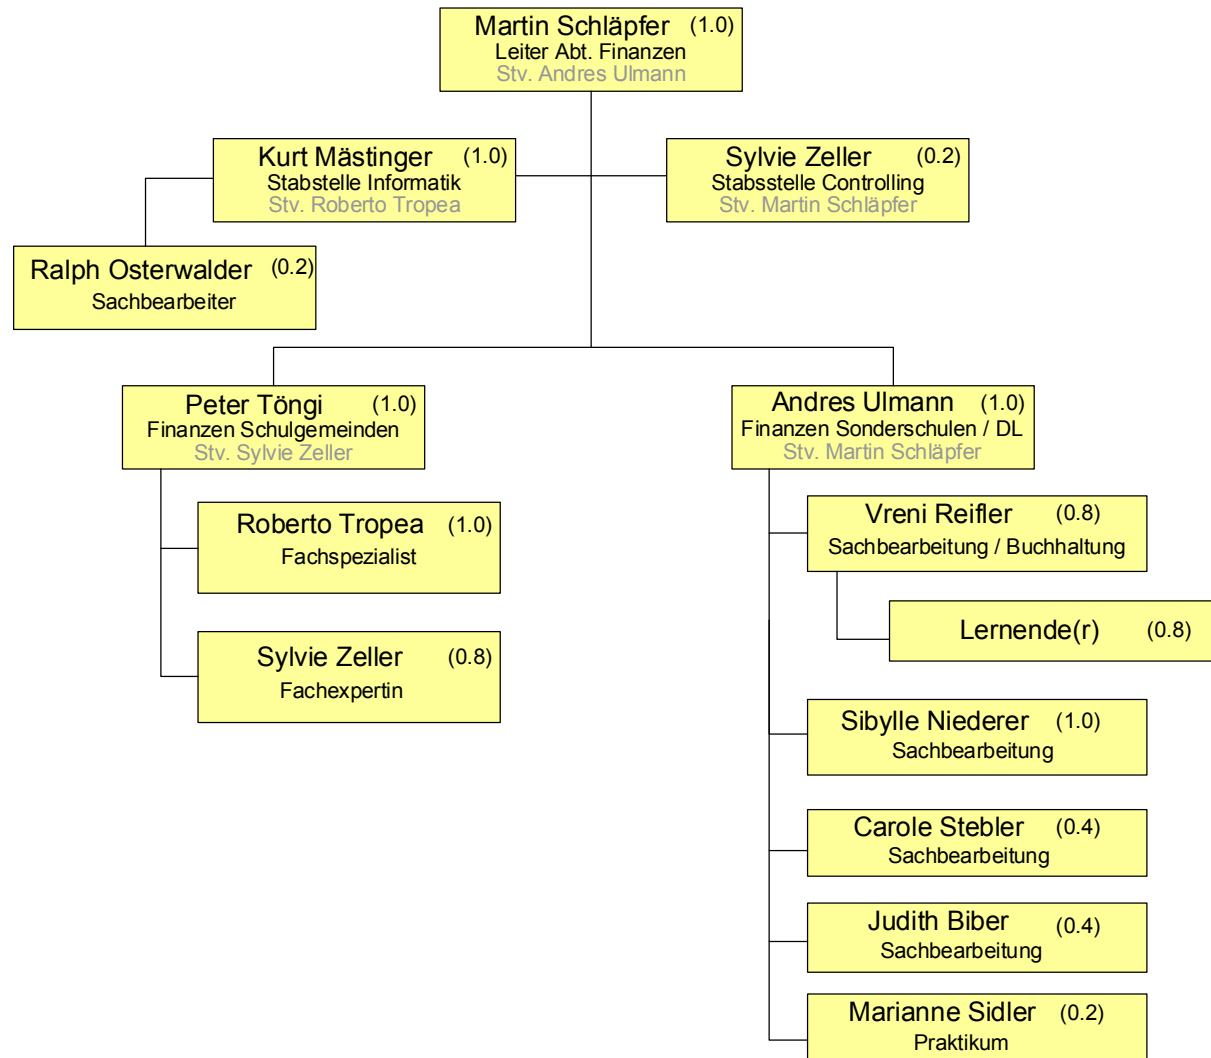 Martin Schläpfer (1.0)
Leiter Abt. Finanzen
Stv. Andres Ulmann
Kurt Mästinger (1.0)
Stabstelle Informatik
Stv. Roberto Tropea
Sylvie Zeller (0.2)
Stabsstelle Controlling
Stv. Martin Schläpfer
Ralph Osterwalder (0.2)
Sachbearbeiter
Peter Töngi (1.0)
Finanzen Schulgemeinden
Stv. Sylvie Zeller
Roberto Tropea (1.0)
Fachspezialist
Sylvie Zeller (0.8)
Fachexpertin
Andres Ulmann (1.0)
Finanzen Sonderschulen / DL
Stv. Martin Schläpfer
Vreni Reifler (0.8)
Sachbearbeitung / Buchhaltung
Lernende(r) (0.8)
Sibylle Niederer (1.0)
Sachbearbeitung
Carole Stebler (0.4)
Sachbearbeitung
Judith Biber (0.4)
Sachbearbeitung
Marianne Sidler (0.2)
Praktikum